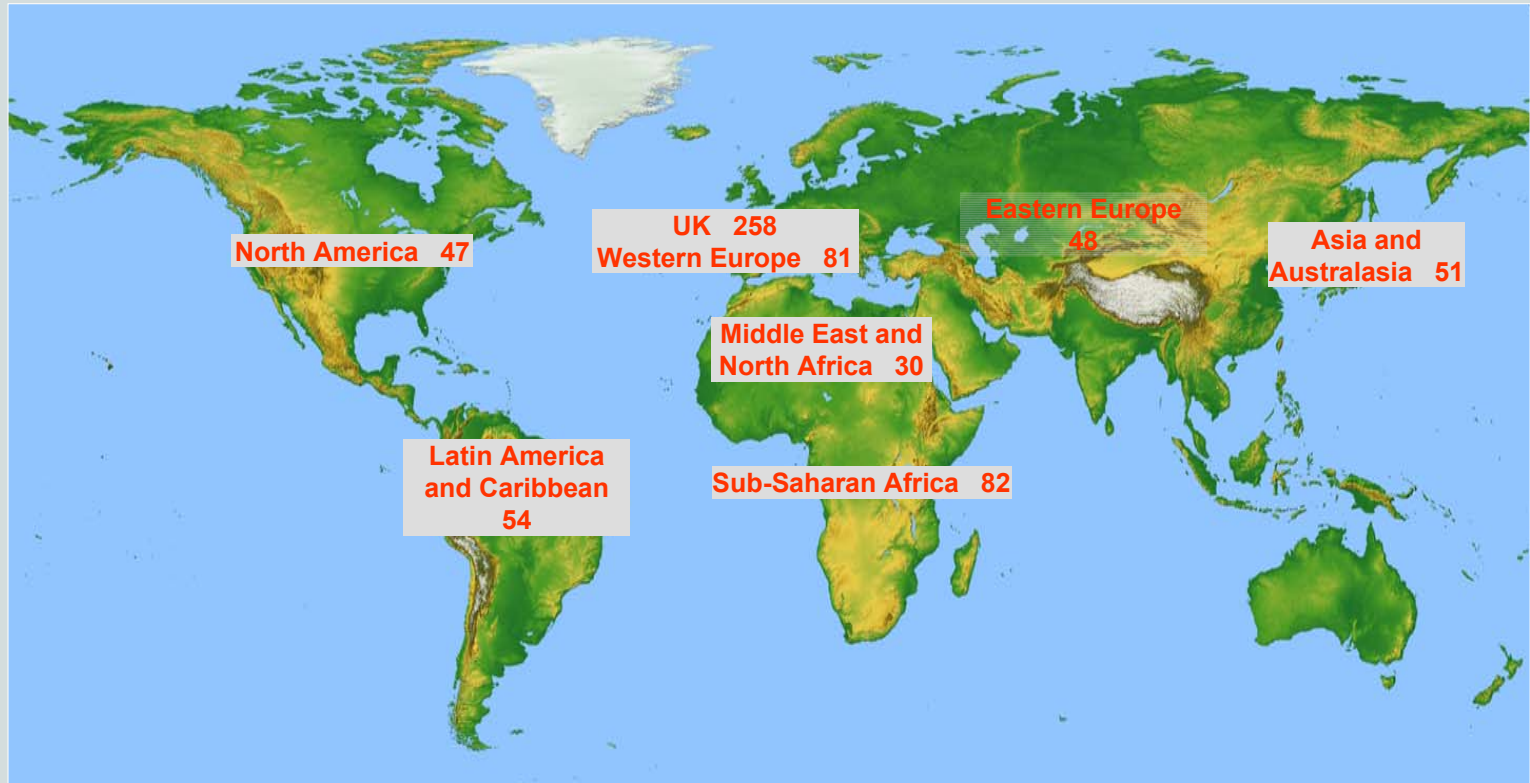 North America 47
UK 258
Western Europe 81
Eastern Europe
48
Asia and
Australasia 51
Middle East and
North Africa 30
Latin America
and Caribbean
54
Sub-Saharan Africa 82